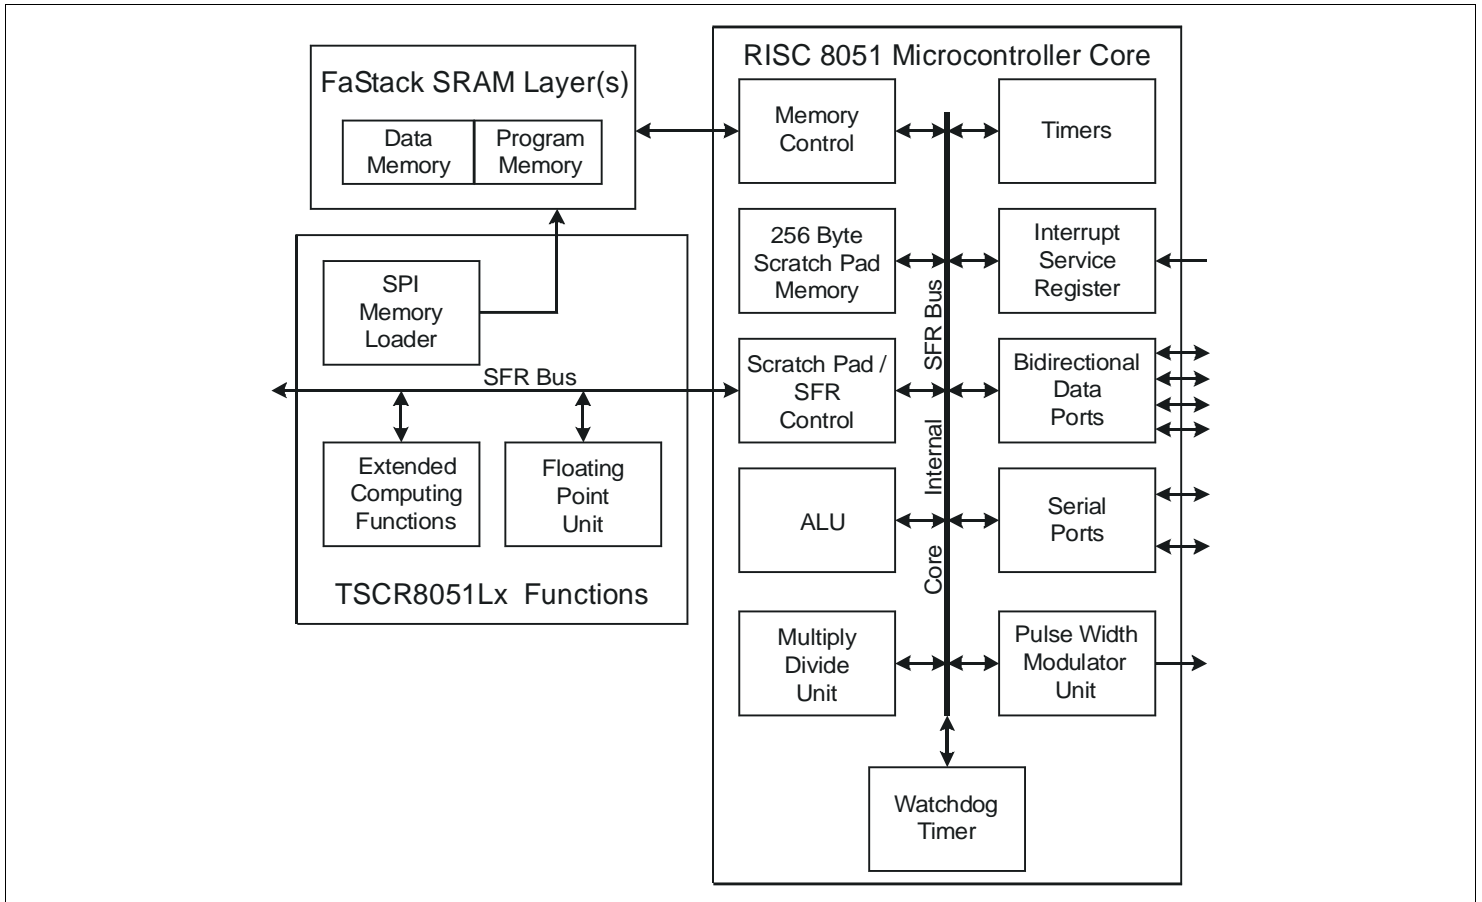 FaStack SRAM Layer(s)
Data
Memory
Program
Memory
SPI
Memory
Loader
SFR Bus
Extended
Computing
Functions
Floating
Point
Unit
TSCR8051Lx Functions
RISC 8051 Microcontroller Core
Memory
Control
Timers
256 Byte
Scratch Pad
Memory
Interrupt
Service
Register
Scratch Pad /
SFR
Control
Bidirectional
Data
Ports
ALU
Serial
Ports
Multiply
Divide
Unit
Pulse Width
Modulator
Unit
Core Internal SFR Bus
Watchdog
Timer